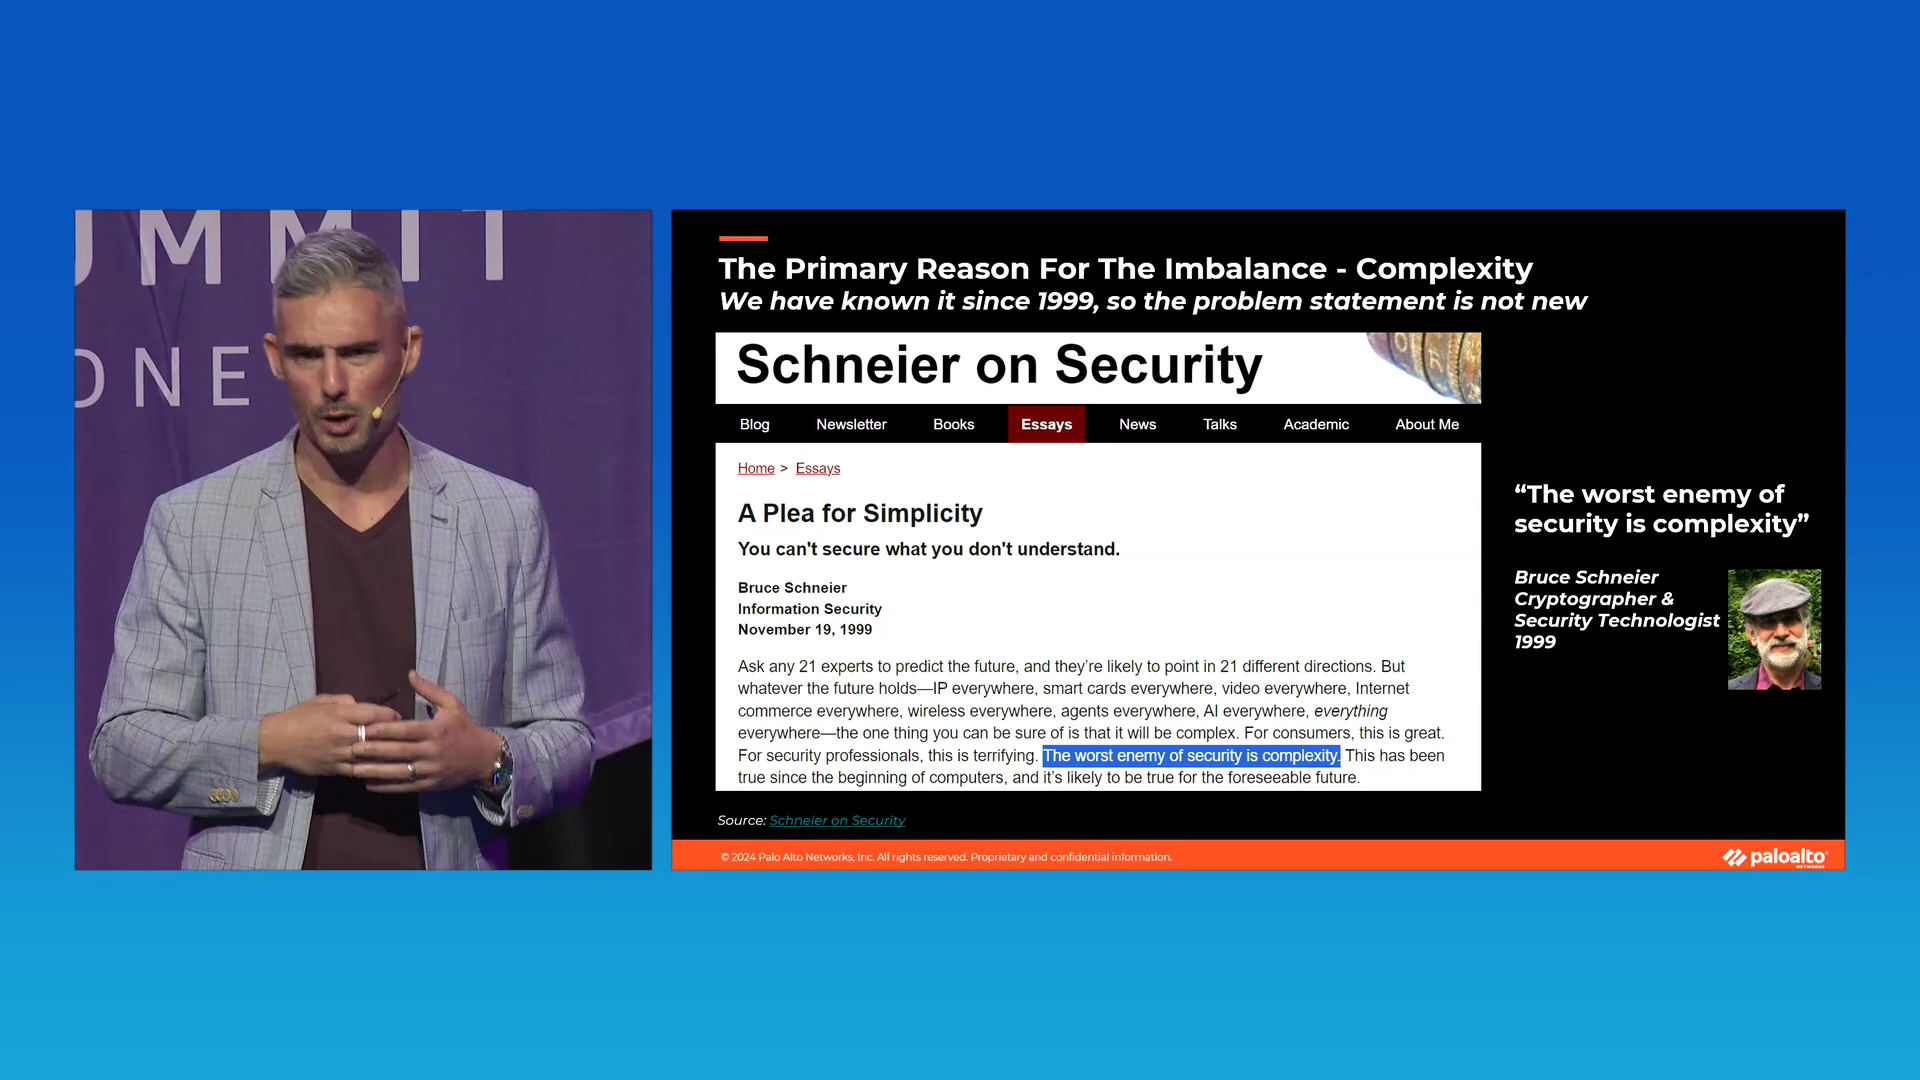 UMMIT
ONE
The Primary Reason For The Imbalance - Complexity
We have known it since 1999, so the problem statement is not new
Schneier on Security
Blog Newsletter Books Essays News Talks Academic About Me
Home > Essays
A Plea for Simplicity
You can't secure what you don't understand.
Bruce Schneier
Information Security
November 19, 1999
Ask any 21 experts to predict the future, and they’re likely to point in 21 different directions. But
whatever the future holds—IP everywhere, smart cards everywhere, video everywhere, Internet
commerce everywhere, wireless everywhere, agents everywhere, AI everywhere, everything
everywhere—the one thing you can be sure of is that it will be complex. For consumers, this is great.
For security professionals, this is terrifying. The worst enemy of security is complexity. This has been
true since the beginning of computers, and it’s likely to be true for the foreseeable future.
“The worst enemy of
security is complexity”
Bruce Schneier
Cryptographer &
Security Technologist
1999
Source: Schneier on Security
© 2024 Palo Alto Networks, Inc. All rights reserved. Proprietary and confidential information.
paloalto
NETWORKS